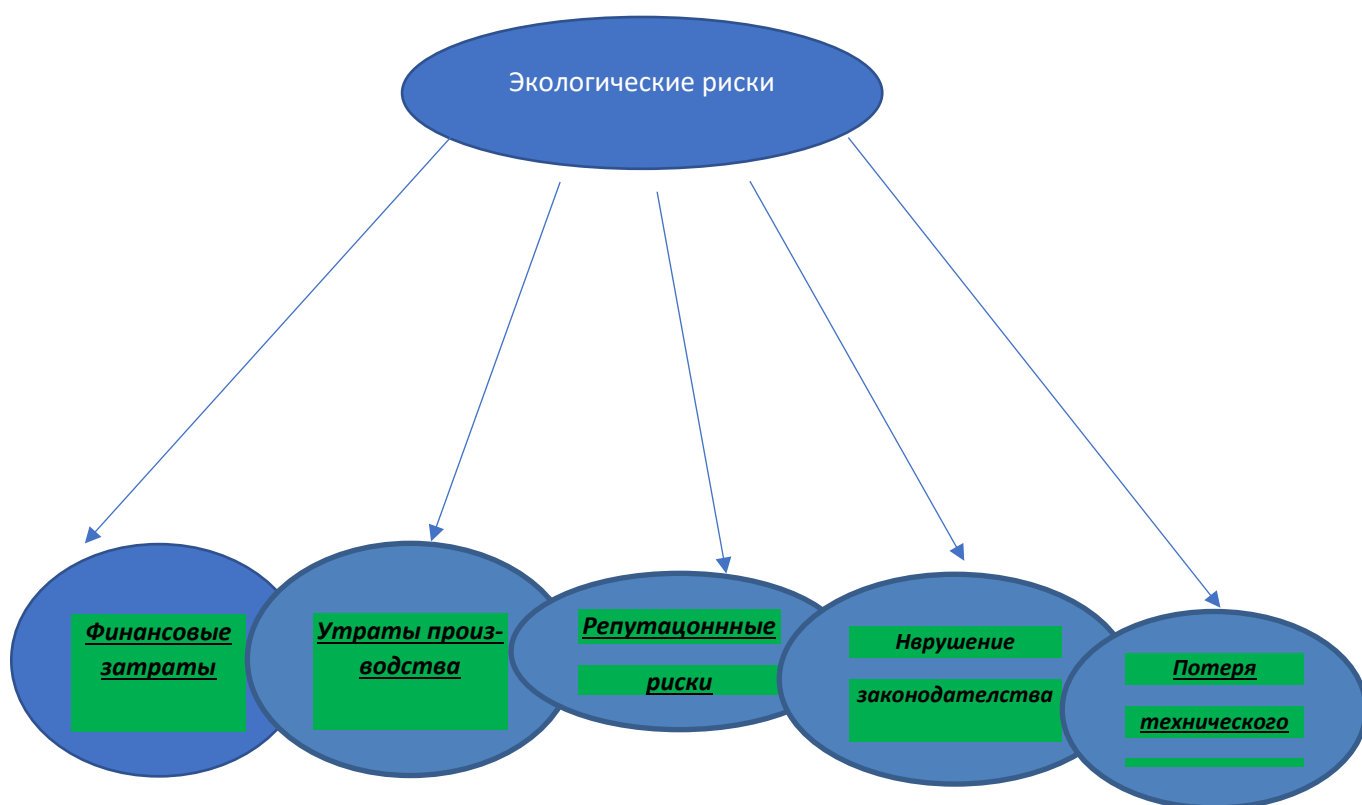 Экологические риски
Финансовые
затраты
Утраты произ-
водства
Репутацоннные
риски
Нврушение
законодателства
Потеря
технического